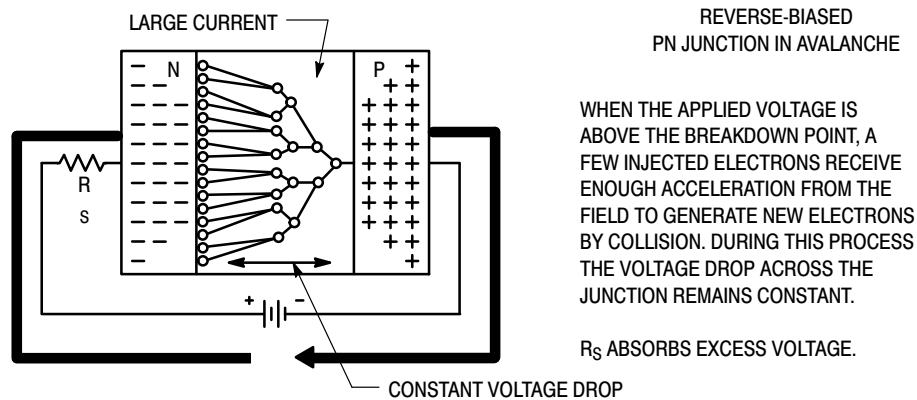 LARGE CURRENT
N
P
R
S
+ −
CONSTANT VOLTAGE DROP
REVERSE-BIASED
PN JUNCTION IN AVALANCHE
WHEN THE APPLIED VOLTAGE IS
ABOVE THE BREAKDOWN POINT, A
FEW INJECTED ELECTRONS RECEIVE
ENOUGH ACCELERATION FROM THE
FIELD TO GENERATE NEW ELECTRONS
BY COLLISION. DURING THIS PROCESS
THE VOLTAGE DROP ACROSS THE
JUNCTION REMAINS CONSTANT.
RS ABSORBS EXCESS VOLTAGE.